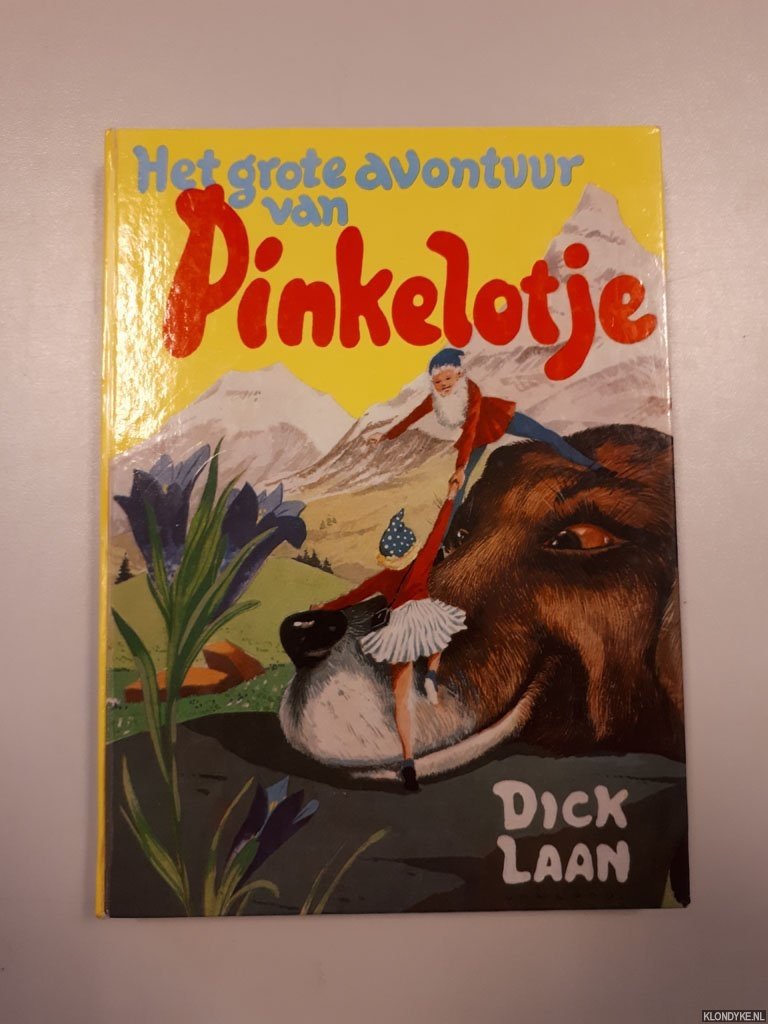 Het grote avontuur
van
Pinkelotje
DICK
LAAN
KLONDYKE.NL